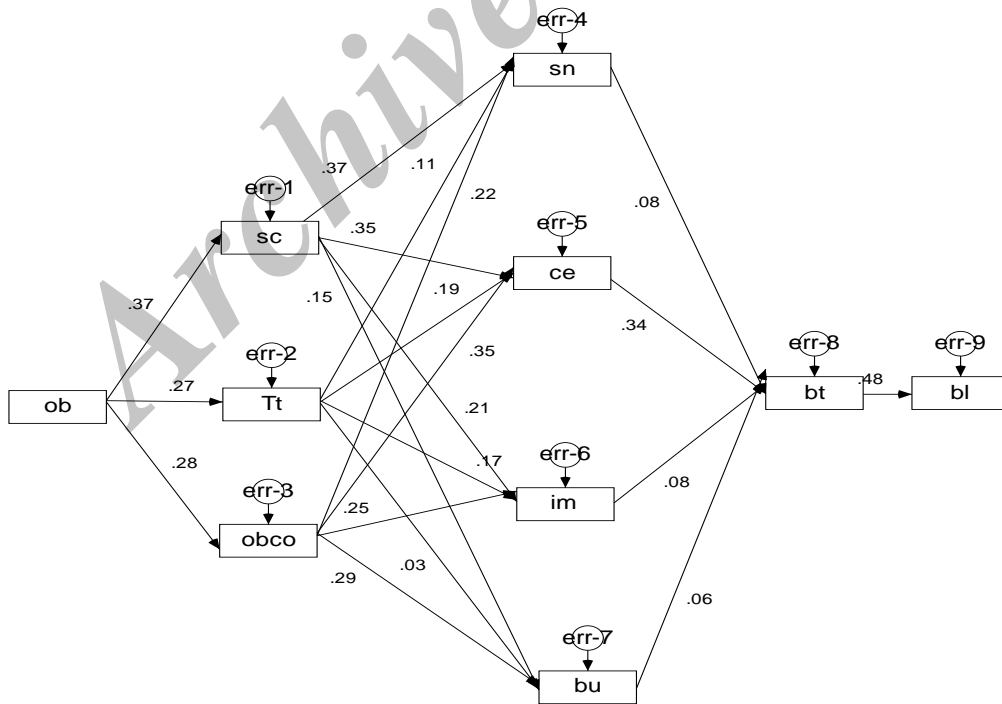 err-4
sn
.37
.11
.22
.08
err-1
sc
.35
err-5
ce
.15
.19
.37
.34
err-2
.35
err-8
err-9
.27
Tt
ob
bt
.48
bl
.21
.28
.17
err-6
err-3
im
.08
.25
obco
.03
.29
.06
err-7
bu
Archive